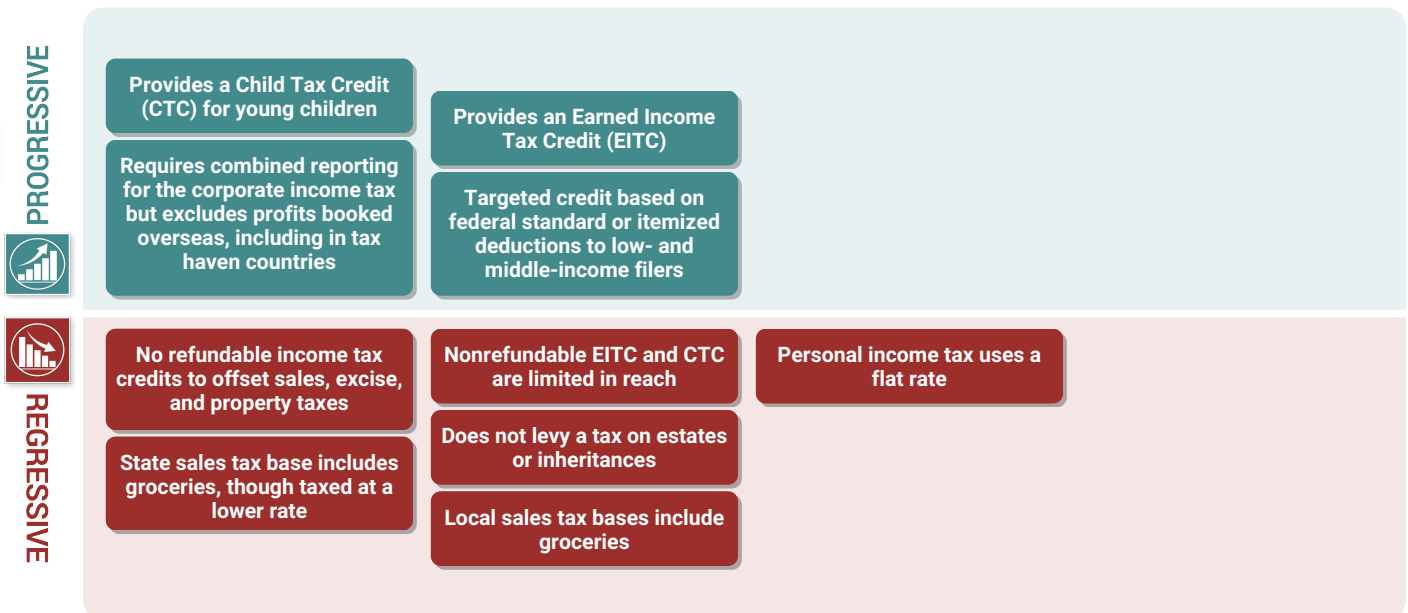 PROGRESSIVE
Provides a Child Tax Credit
(CTC) for young children
Requires combined reporting
for the corporate income tax
but excludes profits booked
overseas, including in tax
haven countries
Provides an Earned Income
Tax Credit (EITC)
Targeted credit based on
federal standard or itemized
deductions to low- and
middle-income filers
REGRESSIVE
No refundable income tax
credits to offset sales, excise,
and property taxes
State sales tax base includes
groceries, though taxed at a
lower rate
Nonrefundable EITC and CTC
are limited in reach
Does not levy a tax on estates
or inheritances
Local sales tax bases include
groceries
Personal income tax uses a
flat rate